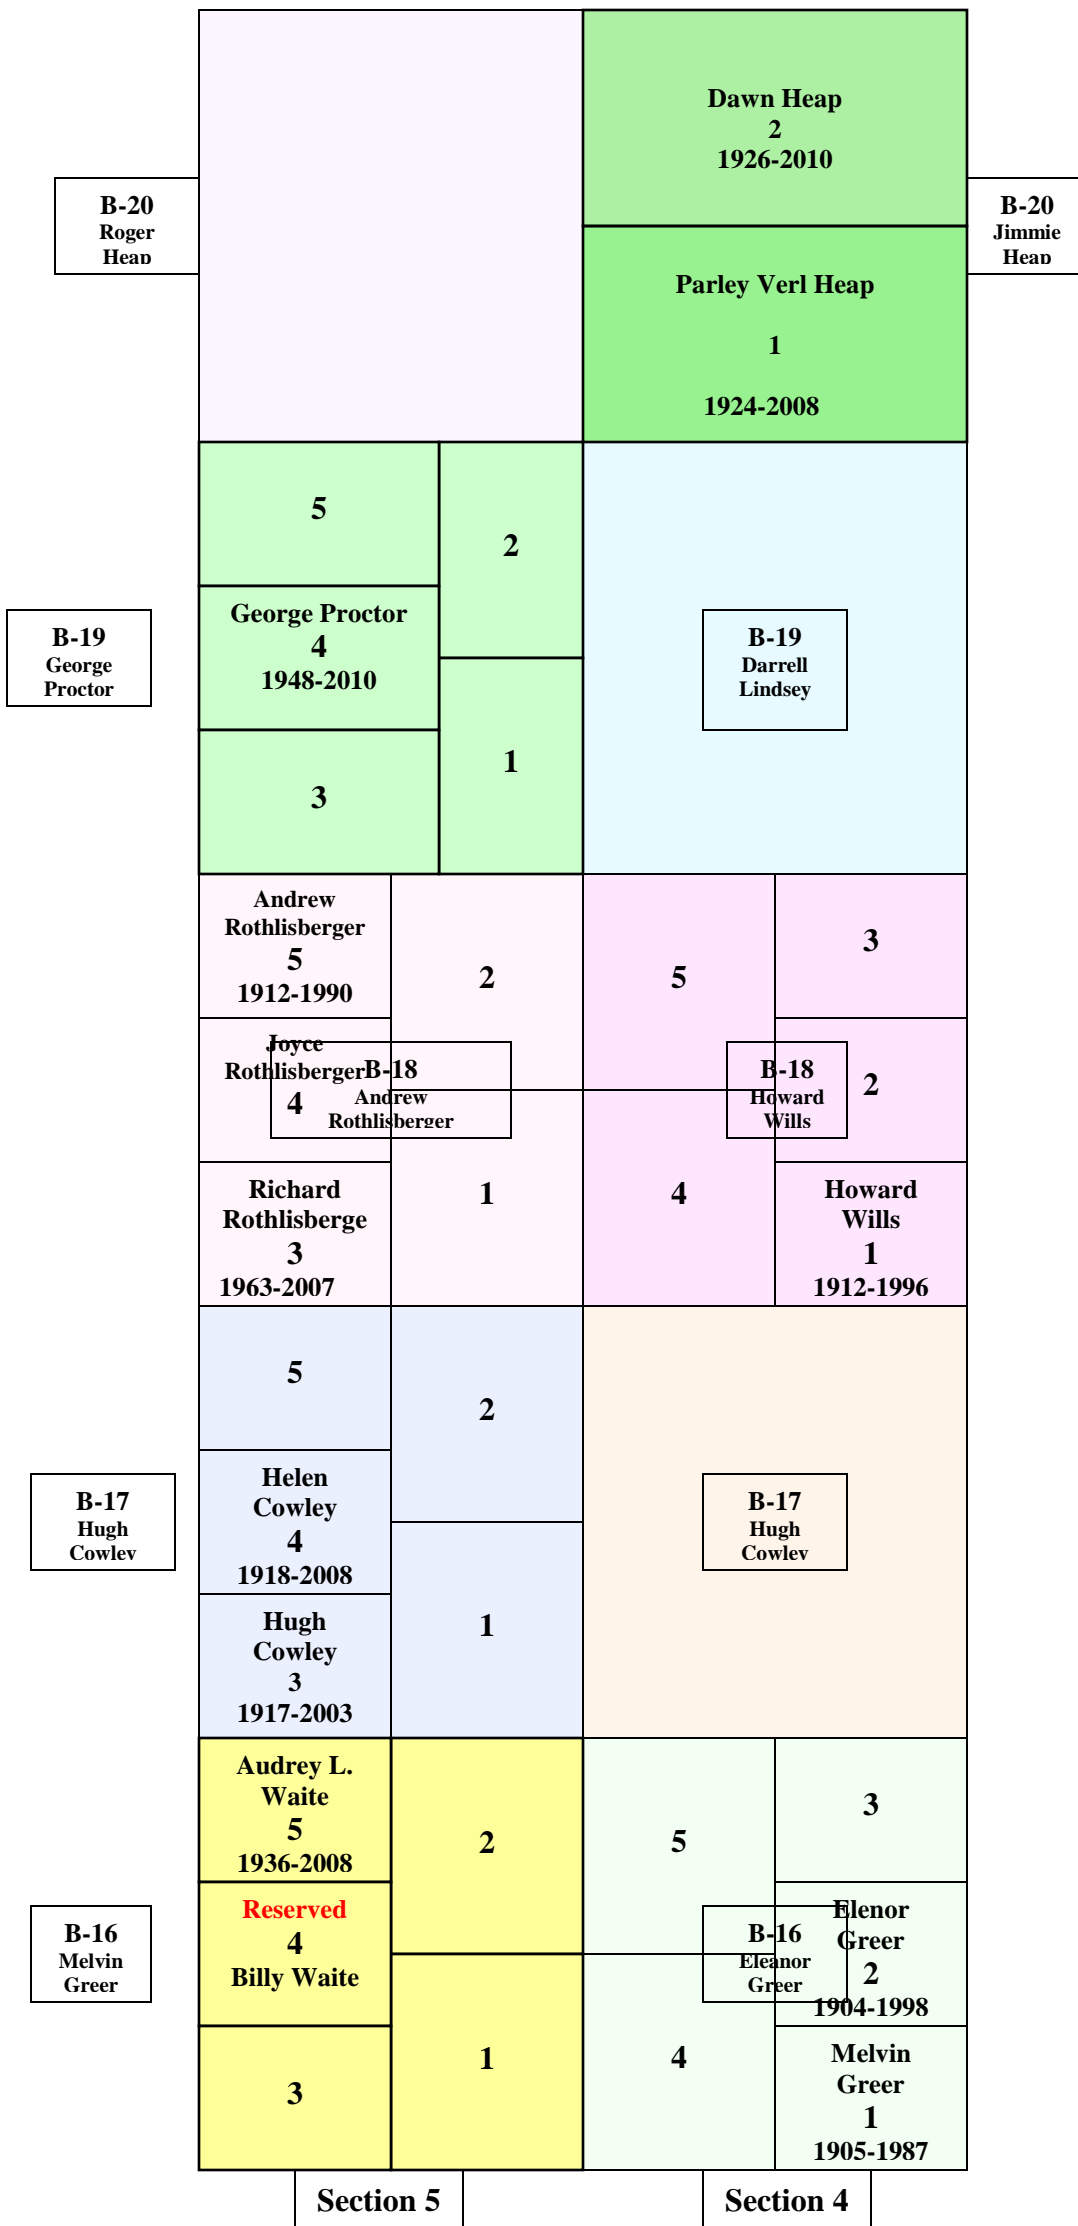 Dawn Heap
2
1926-2010
B-20
Roger
Heap
B-20
Jimmie
Heap
Parley Verl Heap
1
1924-2008
5
2
George Proctor
4
1948-2010
B-19
George
Proctor
B-19
Darrell
Lindsey
1
3
Andrew
Rothlisberger
5
1912-1990
2
5
3
Joyce
Rothlisberger
4
B-18
Andrew
Rothlisberger
B-18
Howard
Wills
2
Richard
Rothlisberge
3
1963-2007
1
4
Howard
Wills
1
1912-1996
5
2
B-17
Hugh
Cowley
Helen
Cowley
4
1918-2008
B-17
Hugh
Cowley
Hugh
Cowley
3
1917-2003
1
Audrey L.
Waite
5
1936-2008
2
5
3
B-16
Melvin
Greer
Reserved
4
Billy Waite
B-16
Eleanor
Greer
Elenor
Greer
2
1904-1998
3
1
4
Melvin
Greer
1
1905-1987
Section 5
Section 4